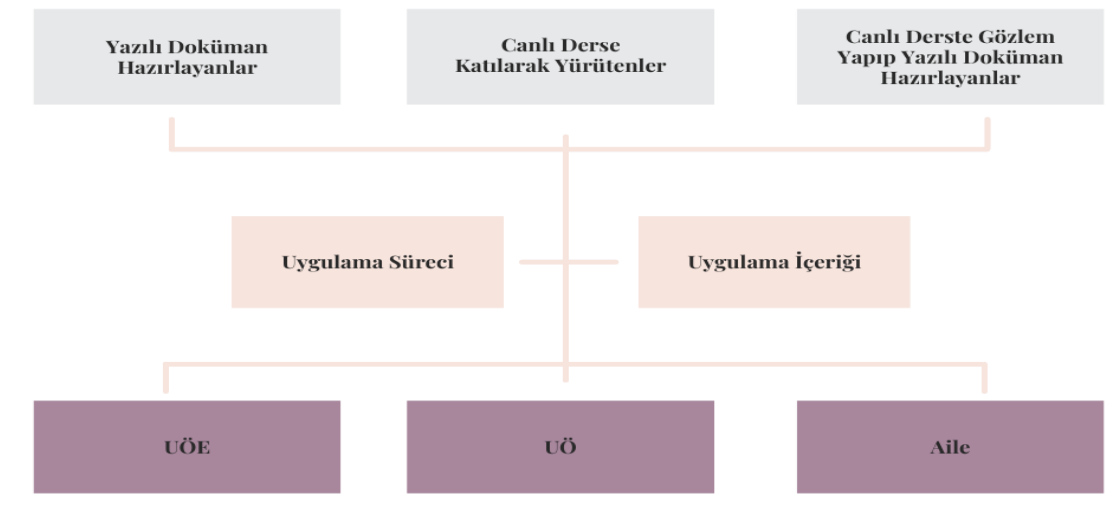 Yazılı Doküman
Hazırlayanlar
Canlı Derse
Katılarak Yürütenler
Canlı Derste Gözlem
Yapıp Yazılı Doküman
Hazırlayanlar
Uygulama Süreci
Uygulama İçeriği
UÖE
UÖ
Aile